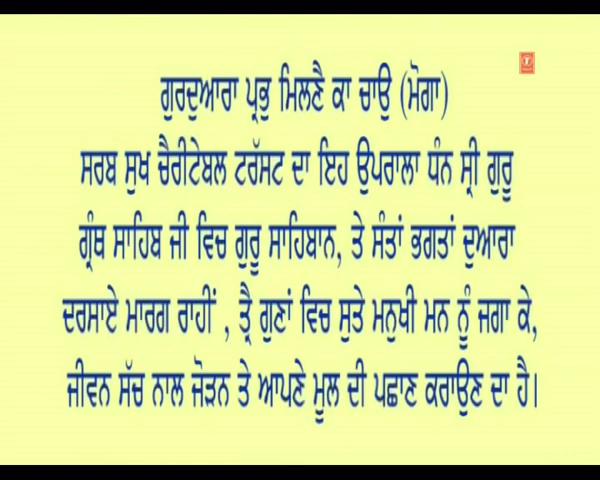 ਗੁਰਦੁਆਰਾ ਪ੍ਰਭੁ ਮਿਲਣੈ ਕਾ ਚਾਉ (ਮੋਗਾ)
ਸਰਬ ਸੁਖ ਚੈਰੀਟੇਬਲ ਟਰੱਸਟ ਦਾ ਇਹ ਉਪਰਾਲਾ ਧੰਨ ਸ੍ਰੀ ਗੁਰੂ
ਗ੍ਰੰਥ ਸਾਹਿਬ ਜੀ ਵਿਚ ਗੁਰੂ ਸਾਹਿਬਾਨ, ਤੇ ਸੰਤਾਂ ਭਗਤਾਂ ਦੁਆਰਾ
ਦਰਸਾਏ ਮਾਰਗ ਰਾਹੀਂ , ਤ੍ਰੈ ਗੁਣਾਂ ਵਿਚ ਸੁਤੇ ਮਨੁਖੀ ਮਨ ਨੂੰ ਜਗਾ ਕੇ,
ਜੀਵਨ ਸੱਚ ਨਾਲ ਜੋੜਨ ਤੇ ਆਪਣੇ ਮੂਲ ਦੀ ਪਛਾਣ ਕਰਾਉਣ ਦਾ ਹੈ।